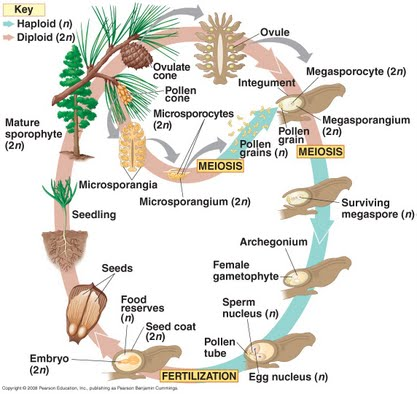 Key
Haploid (n)
Diploid (2n)
Ovule
Ovulate
cone
Pollen
cone
Integument
Megasporocyte (2n)
Microsporocytes
(2n)
Megasporangium
(2n)
Mature
sporophyte
(2n)
Pollen
grains (n)
Pollen
grain
MEIOSIS
MEIOSIS
Microsporangia
Microsporangium (2n)
Surviving
megaspore (n)
Seedling
Archegonium
Female
gametophyte
Seeds
Food
reserves
(n)
Sperm
nucleus (n)
Seed coat
(2n)
Pollen
tube
Embryo
(2n)
FERTILIZATION
Egg nucleus (n)
Copyright © 2008 Pearson Education, Inc., publishing as Pearson Benjamin Cummings.